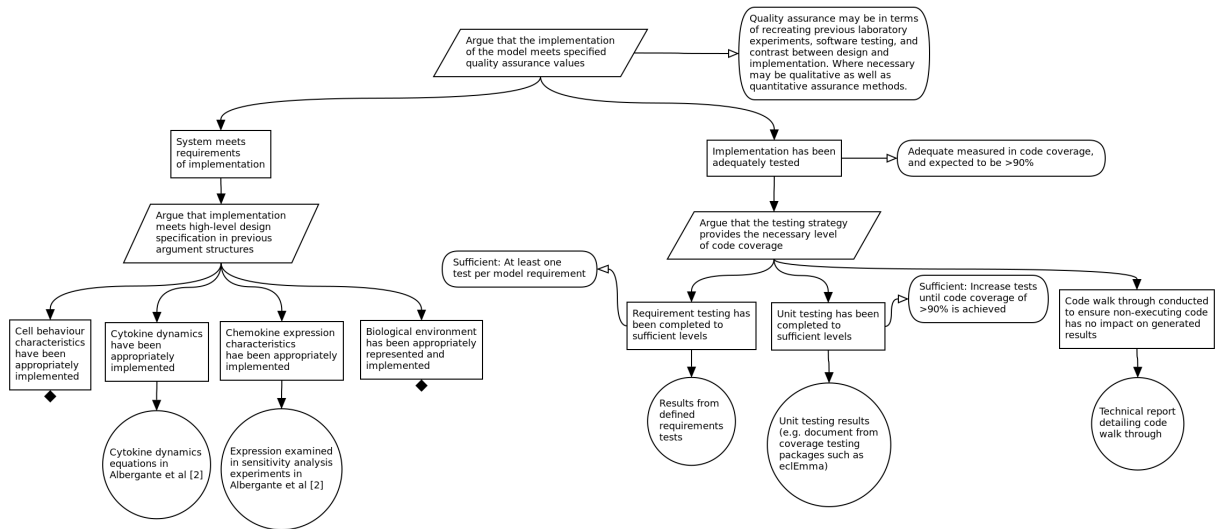 Argue that the implementation
of the model meets specified
quality assurance values
Quality assurance may be in terms
of recreating previous laboratory
experiments, software testing, and
contrast between design and
implementation. Where necessary
may be qualitative as well as
quantitative assurance methods.
System meets
requirements
of implementation
Implementation has been
adequately tested
Adequate measured in code coverage,
and expected to be >90%
Argue that implementation
meets high-level design
specification in previous
argument structures
Argue that the testing strategy
provides the necessary level
of code coverage
Sufficient: At least one
test per model requirement
Sufficient: Increase tests
until code coverage of
>90% is achieved
Cell behaviour
characteristics
have been
appropriately
implemented
Cytokine dynamics
have been
appropriately
implemented
Chemokine expression
characteristics
hae been appropriately
implemented
Biological environment
has been appropriately
represented and
implemented
Requirement testing has
been completed to
sufficient levels
Unit testing has been
completed to
sufficient levels
Code walk through conducted
to ensure non-executing code
has no impact on generated
results
Cytokine dynamics
equations in
Albergante et al [2]
Expression examined
in sensitivity analysis
experiments in
Albergante et al [2]
Results from
defined
requirements
tests
Unit testing results
(e.g. document from
coverage testing
packages such as
eclEmma)
Technical report
detailing code
walk through